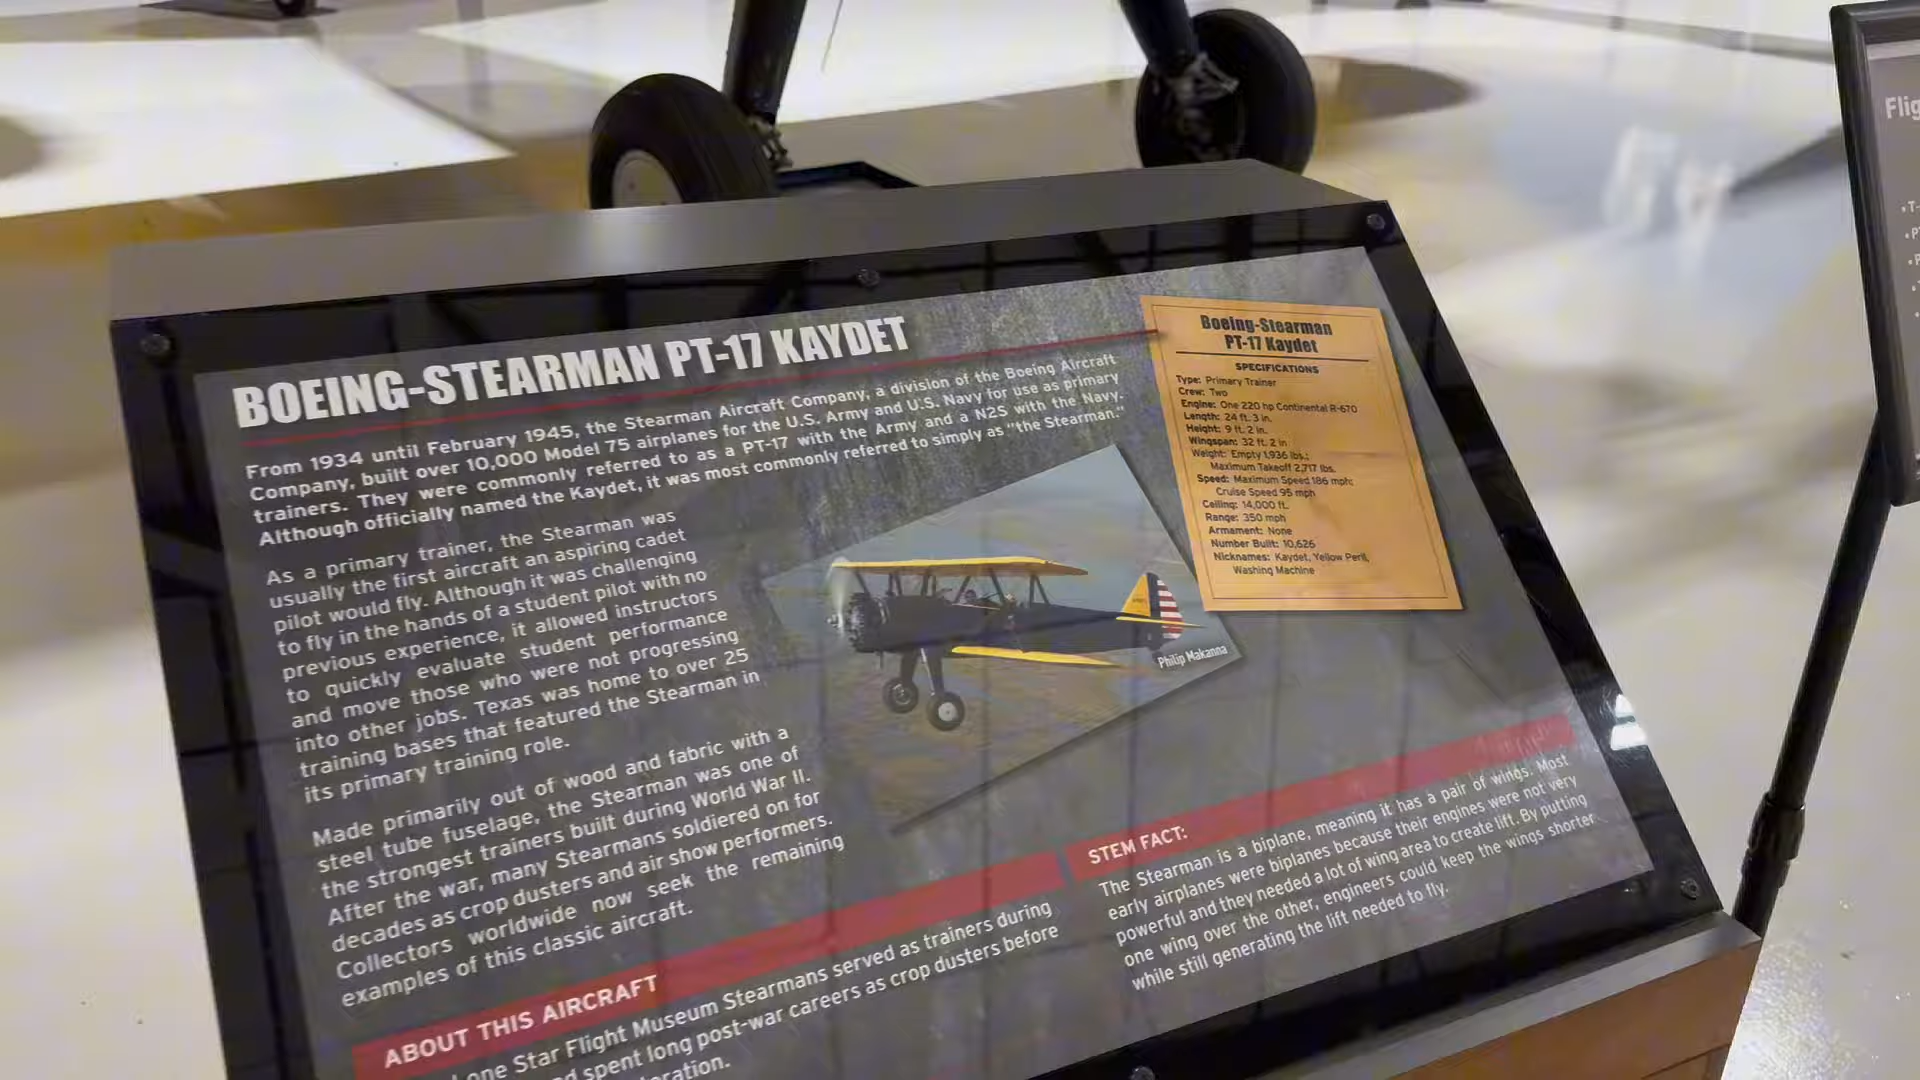 BOEING-STEARMAN PT-17 KAYDET
From 1934 until February 1945, the Stearman Aircraft Company, a division of the Boeing Aircraft
Company, built over 10,000 Model 75 airplanes for the U.S. Army and U.S. Navy for use as primary
trainers. They were commonly referred to as a PT-17 with the Army and a N2S with the Navy.
Although officially named the Kaydet, it was most commonly referred to simply as "the Stearman."
As a primary trainer, the Stearman was
usually the first aircraft an aspiring cadet
pilot would fly. Although it was challenging
to fly in the hands of a student pilot with no
previous experience, it allowed instructors
to quickly evaluate student performance
and move those who were not progressing
into other jobs. Texas was home to over 25
training bases that featured the Stearman in
its primary training role.
Made primarily out of wood and fabric with a
steel tube fuselage, the Stearman was one of
the strongest trainers built during World War II.
After the war, many Stearmans soldiered on for
decades as crop dusters and air show performers.
Collectors worldwide now seek the remaining
examples of this classic aircraft.
Philip Makanna
Boeing-Stearman
PT-17 Kaydet
SPECIFICATIONS
Type: Primary Trainer
Crew: Two
Engine: One 220 hp Continental R-670
Length: 24 ft. 3 in.
Height: 9 ft. 2 in.
Wingspan: 32 ft. 2 in
Weight: Empty 1,936 lbs.;
Maximum Takeoff 2,717 lbs.
Speed: Maximum Speed 186 mph;
Cruise Speed 95 mph
Ceiling: 14,000 ft.
Range: 350 mph
Armament: None
Number Built: 10,626
Nicknames: Kaydet, Yellow Peril,
Washing Machine
ABOUT THIS AIRCRAFT
Lone Star Flight Museum Stearmans served as trainers during
spent long post-war careers as crop dusters before
STEM FACT:
The Stearman is a biplane, meaning it has a pair of wings. Most
early airplanes were biplanes because their engines were not very
powerful and they needed a lot of wing area to create lift. By putting
one wing over the other, engineers could keep the wings shorter
while still generating the lift needed to fly.